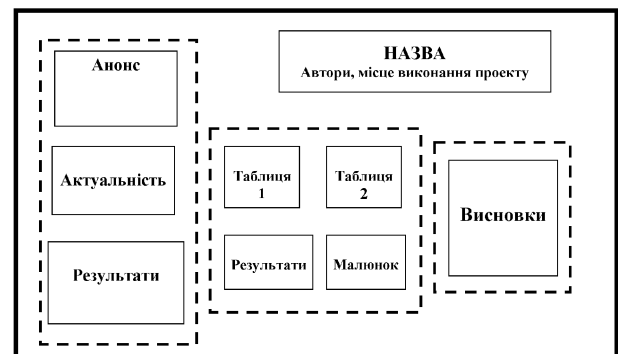 НАЗВА
Автори, місце виконання проекту
Анонс
Актуальність
Результати
Таблиця
1
Таблиця
2
Результати
Малюнок
Висновки